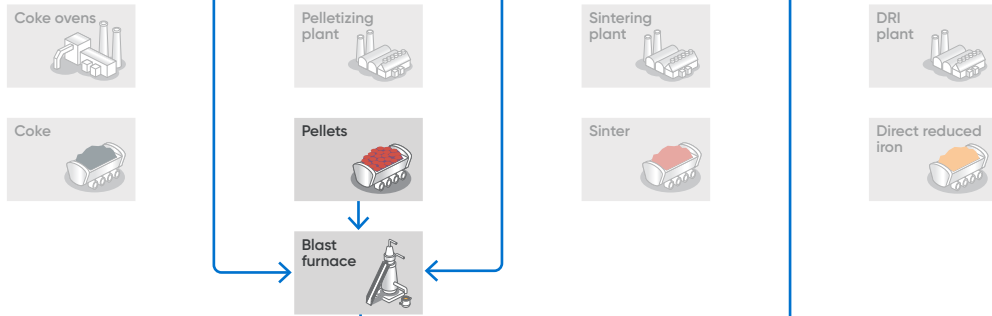 Coke ovens
Pelletizing
plant
Sintering
plant
DRI
plant
Coke
Pellets
Sinter
Direct reduced
iron
Blast
furnace